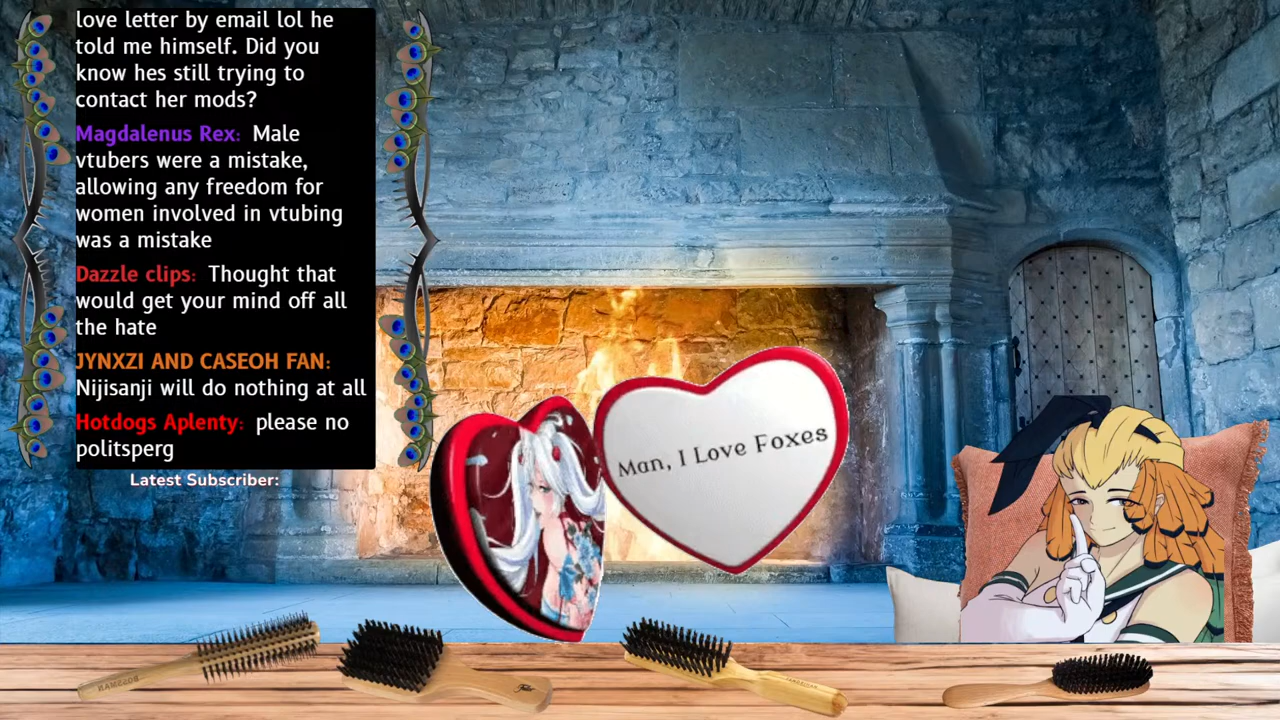 love letter by email lol he
told me himself. Did you
know hes still trying to
contact her mods?
Magdalenus Rex: Male
vtubers were a mistake,
allowing any freedom for
women involved in vtubing
was a mistake
Dazzle clips: Thought that
would get your mind off all
the hate
JYNXZI AND CASEOH FAN:
Nijisanji will do nothing at all
Hotdogs Aplenty: please no
politsperg
Latest Subscriber:
Man, I Love Foxes